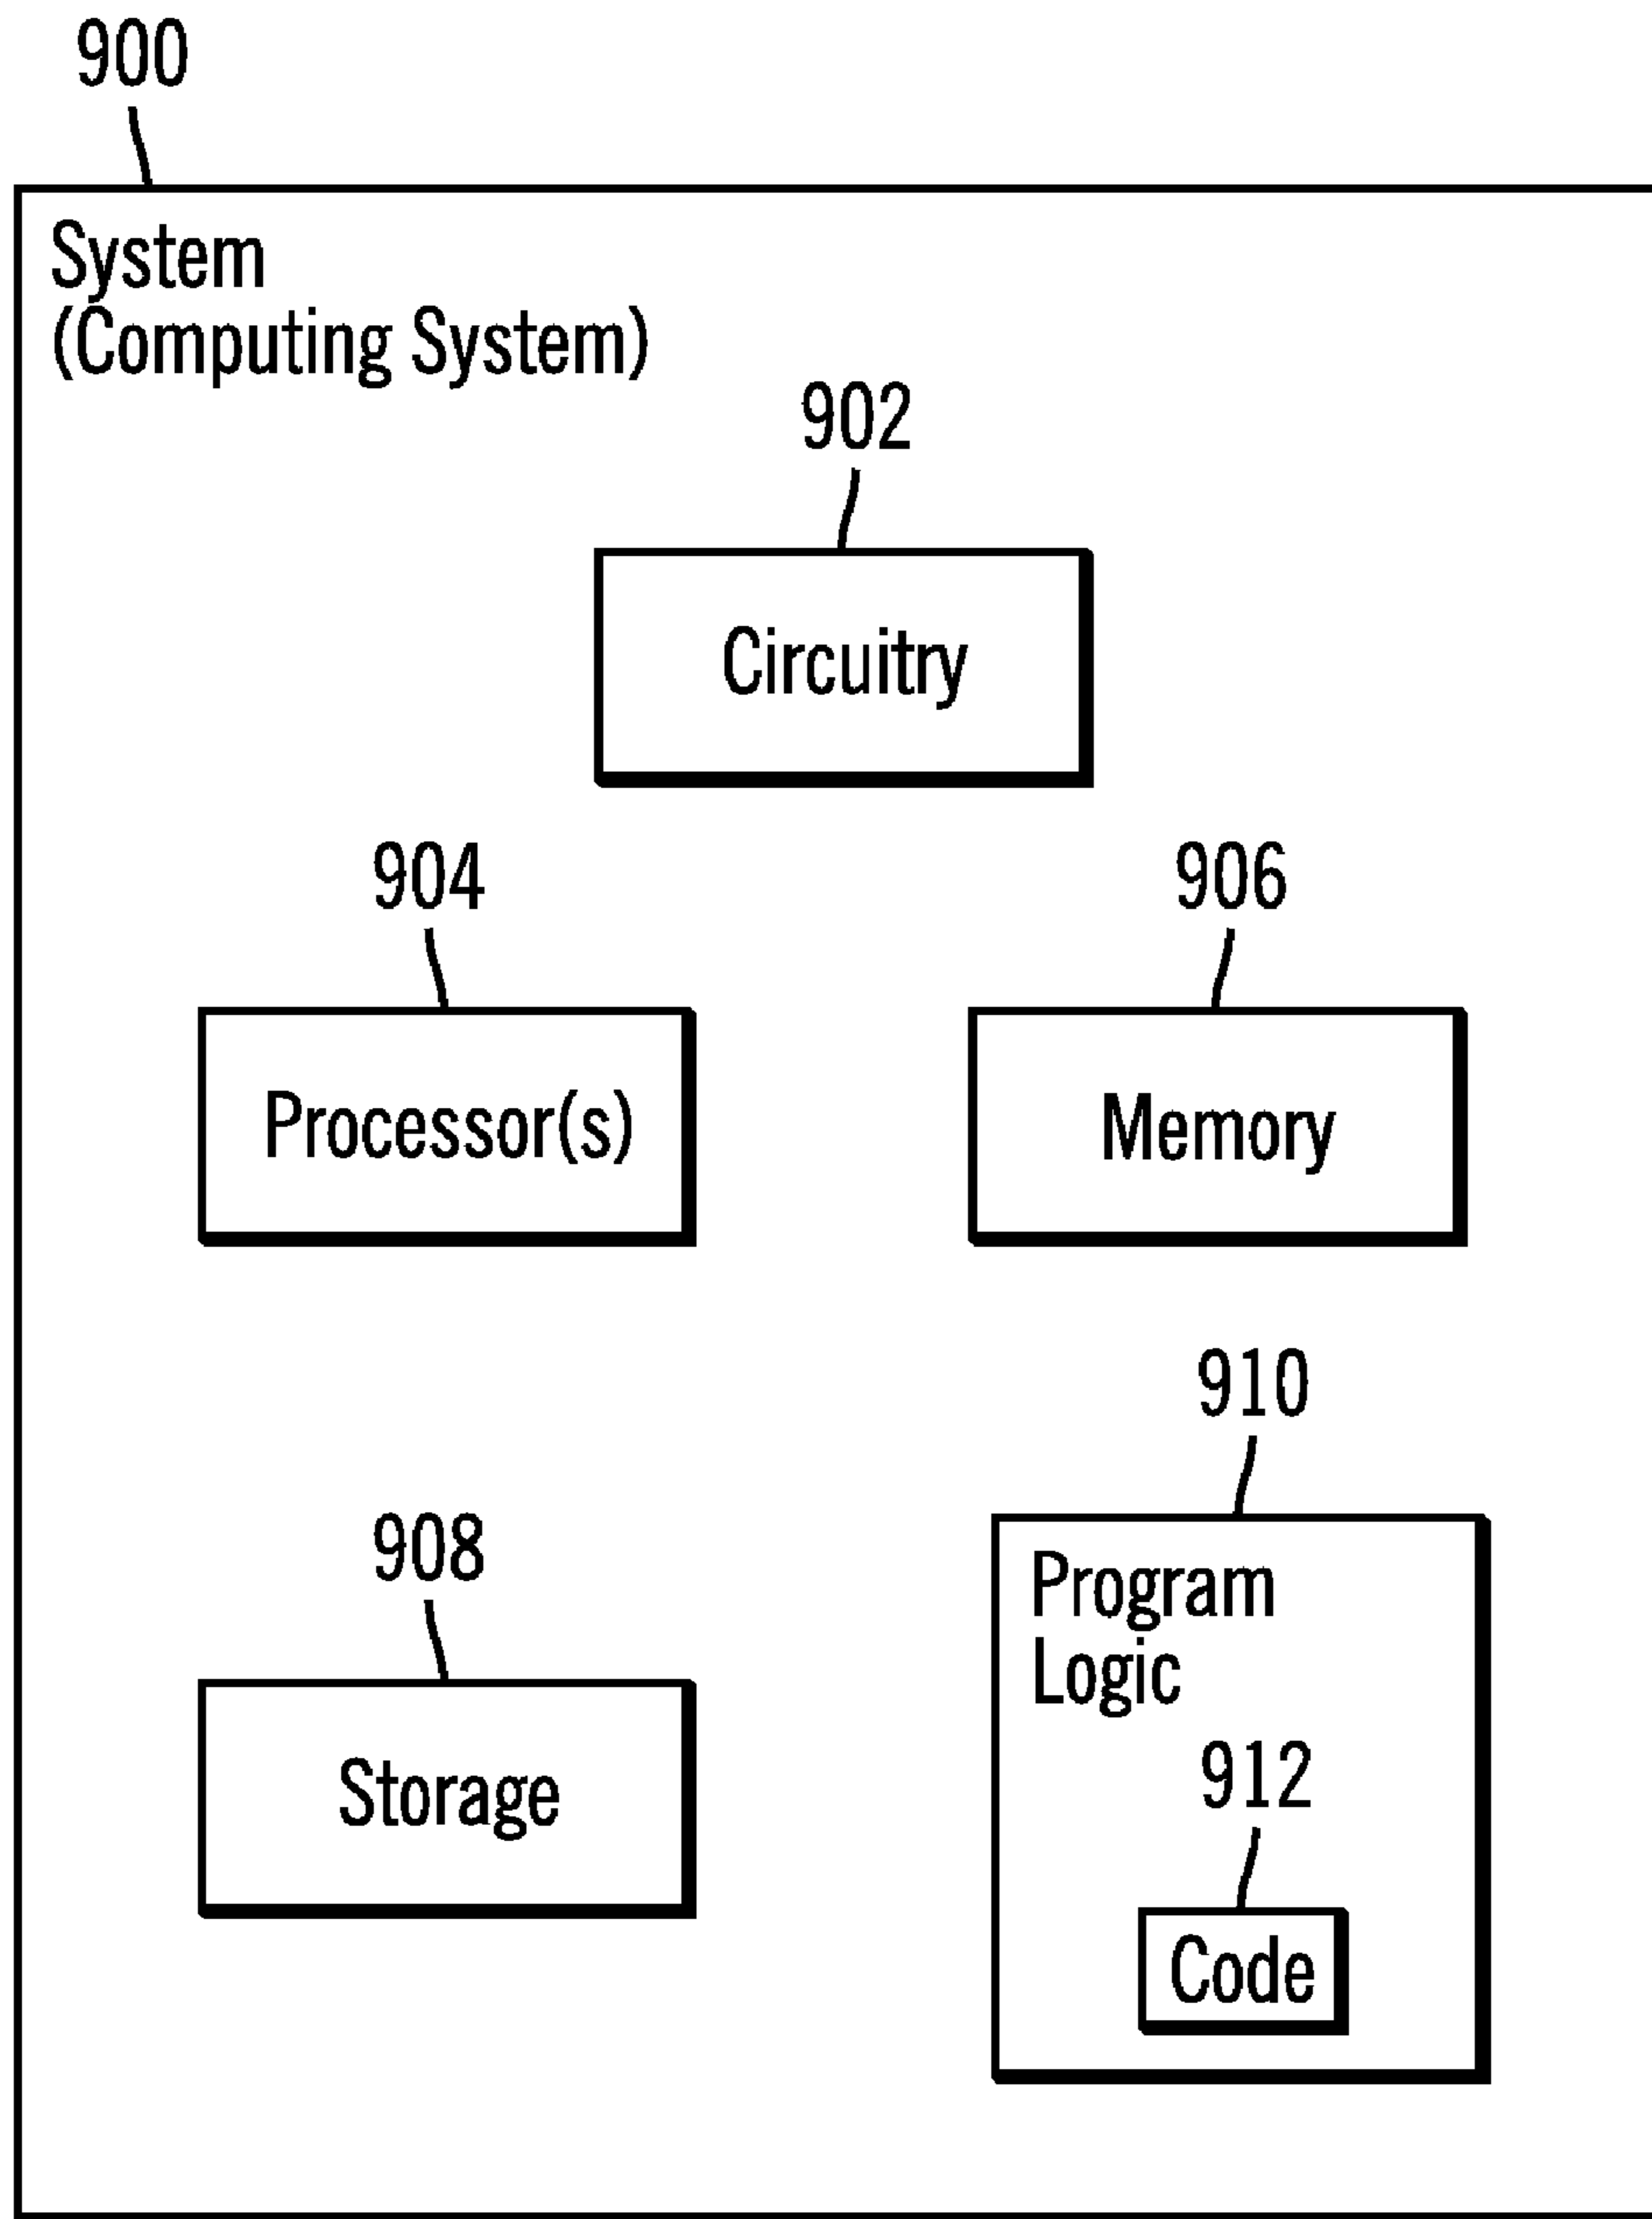 900
System
(Computing System)
902
Circuitry
904
906
Processor(s)
Memory
910
Program
Logic
908
Storage
912
Code